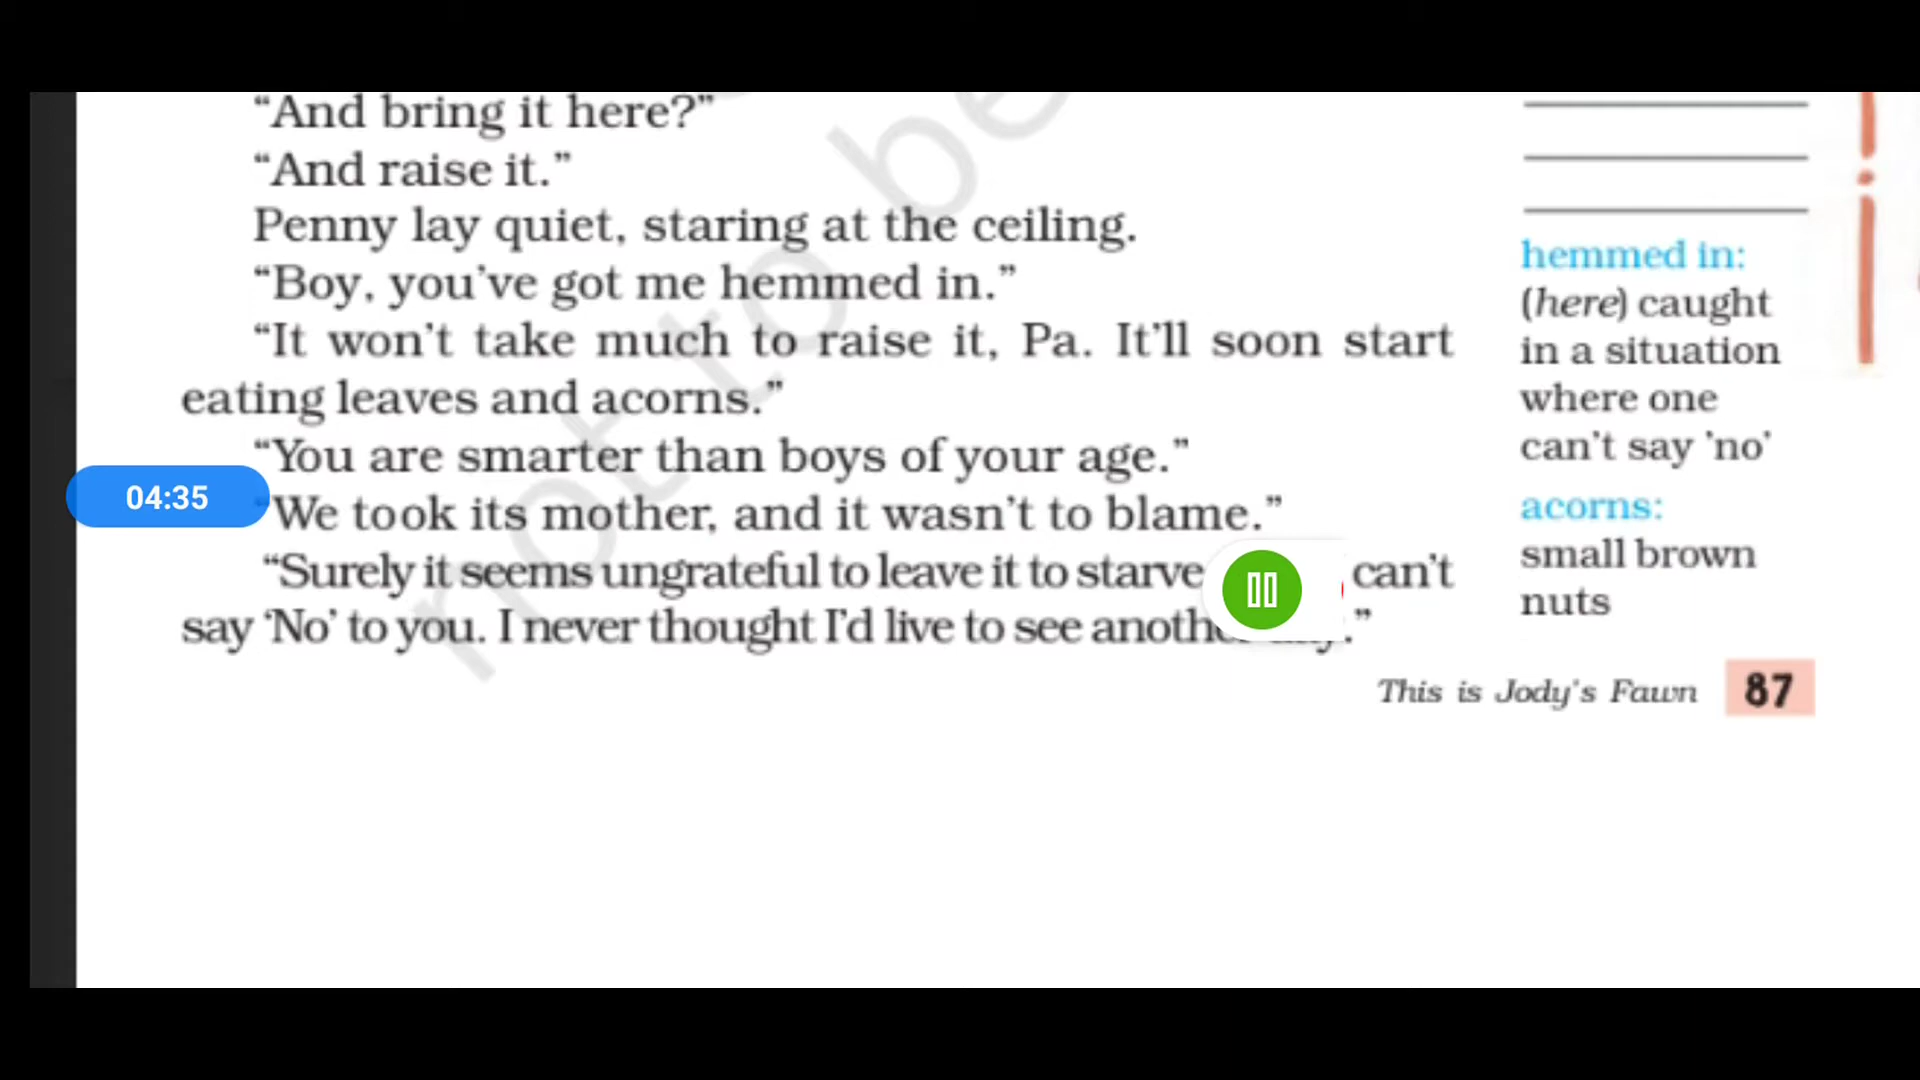 “And bring it here?”
“And raise it.”
Penny lay quiet, staring at the ceiling.
“Boy, you’ve got me hemmed in.”
“It won’t take much to raise it, Pa. It’ll soon start
eating leaves and acorns.”
“You are smarter than boys of your age.”
“We took its mother, and it wasn’t to blame.”
“Surely it seems ungrateful to leave it to starve can’t
say ‘No’ to you. I never thought I’d live to see .”
hemmed in:
(here) caught
in a situation
where one
can’t say ’no’
acorns:
small brown
nuts
04:35
This is Jody’s Fawn 87
not to be